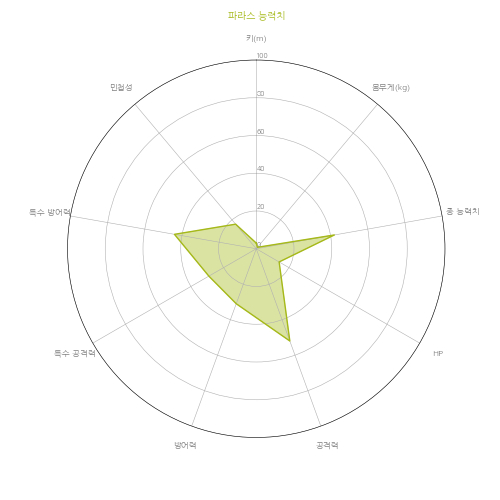 파라스 능력치
키(m)
몸무게(kg)
총 능력치
HP
공격력
방어력
특수 공격력
특수 방어력
민첩성
100
80
60
40
20
0